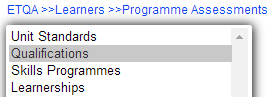 ETQA >>Learners >>Programme Assessments
Unit Standards
Qualifications
Skills Programmes
Learnerships